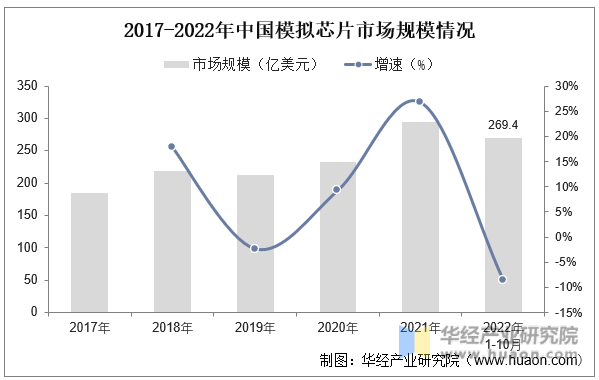 2017-2022年中国模拟芯片市场规模情况
市场规模（亿美元） 增速（%）
350 30%
300 25%
250 20%
200 15%
150 10%
100 5%
50 0%
0 -5%
-10%
-15%
269.4
2017年 2018年 2019年 2020年 2021年 2022年
1-10月
华经产业研究院
www.huaon.com
制图：华经产业研究院（www.huaon.com）